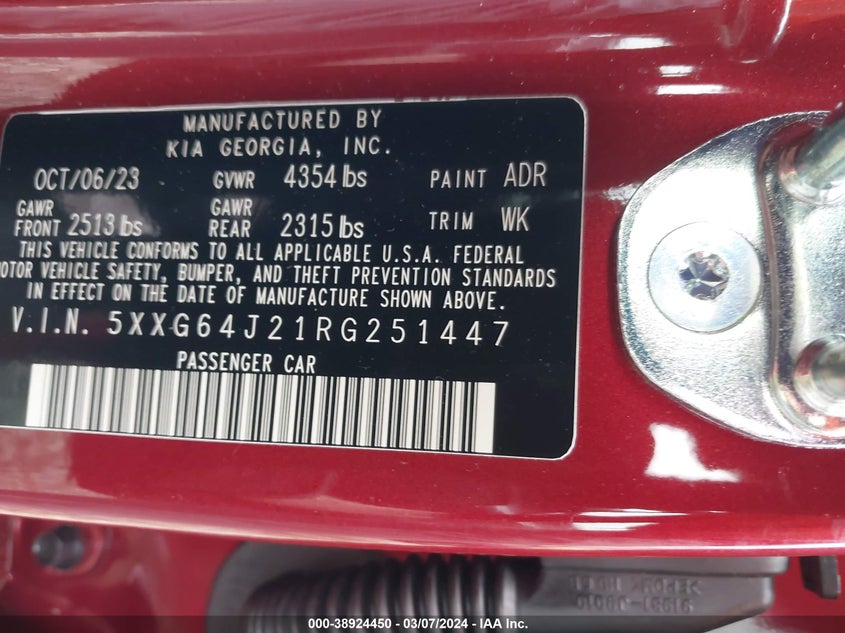 MANUFACTURED BY
KIA GEORGIA, INC.
OCT/06/23 GVWR 4354 lbs PAINT ADR
GAWR FRONT 2513 lbs GAWR REAR 2315 lbs TRIM WK
THIS VEHICLE CONFORMS TO ALL APPLICABLE U.S.A. FEDERAL
MOTOR VEHICLE SAFETY, BUMPER, AND THEFT PREVENTION STANDARDS
IN EFFECT ON THE DATE OF MANUFACTURE SHOWN ABOVE.
V.I.N. 5XXG64J21RG251447
PASSENGER CAR
000-38924450 - 03/07/2024 - IAA Inc.